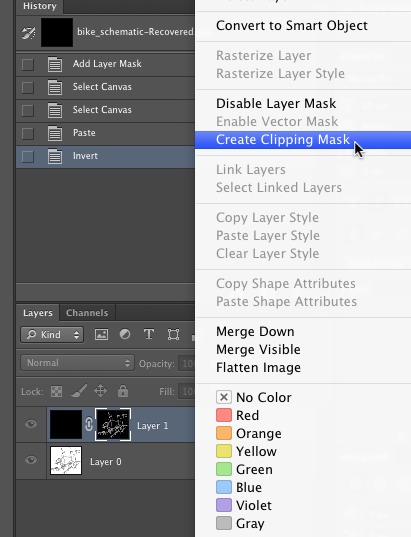 History
bike_schematic-Recovered
Add Layer Mask
Select Canvas
Select Canvas
Paste
Invert
Convert to Smart Object
Rasterize Layer
Rasterize Layer Style
Disable Layer Mask
Enable Vector Mask
Create Clipping Mask
Link Layers
Select Linked Layers
Copy Layer Style
Paste Layer Style
Clear Layer Style
Copy Shape Attributes
Paste Shape Attributes
Merge Down
Merge Visible
Flatten Image
No Color
Red
Orange
Yellow
Green
Blue
Violet
Gray
Layers Channels
Kind
Normal Opacity:
Lock: Fill:
Layer 1
Layer 0